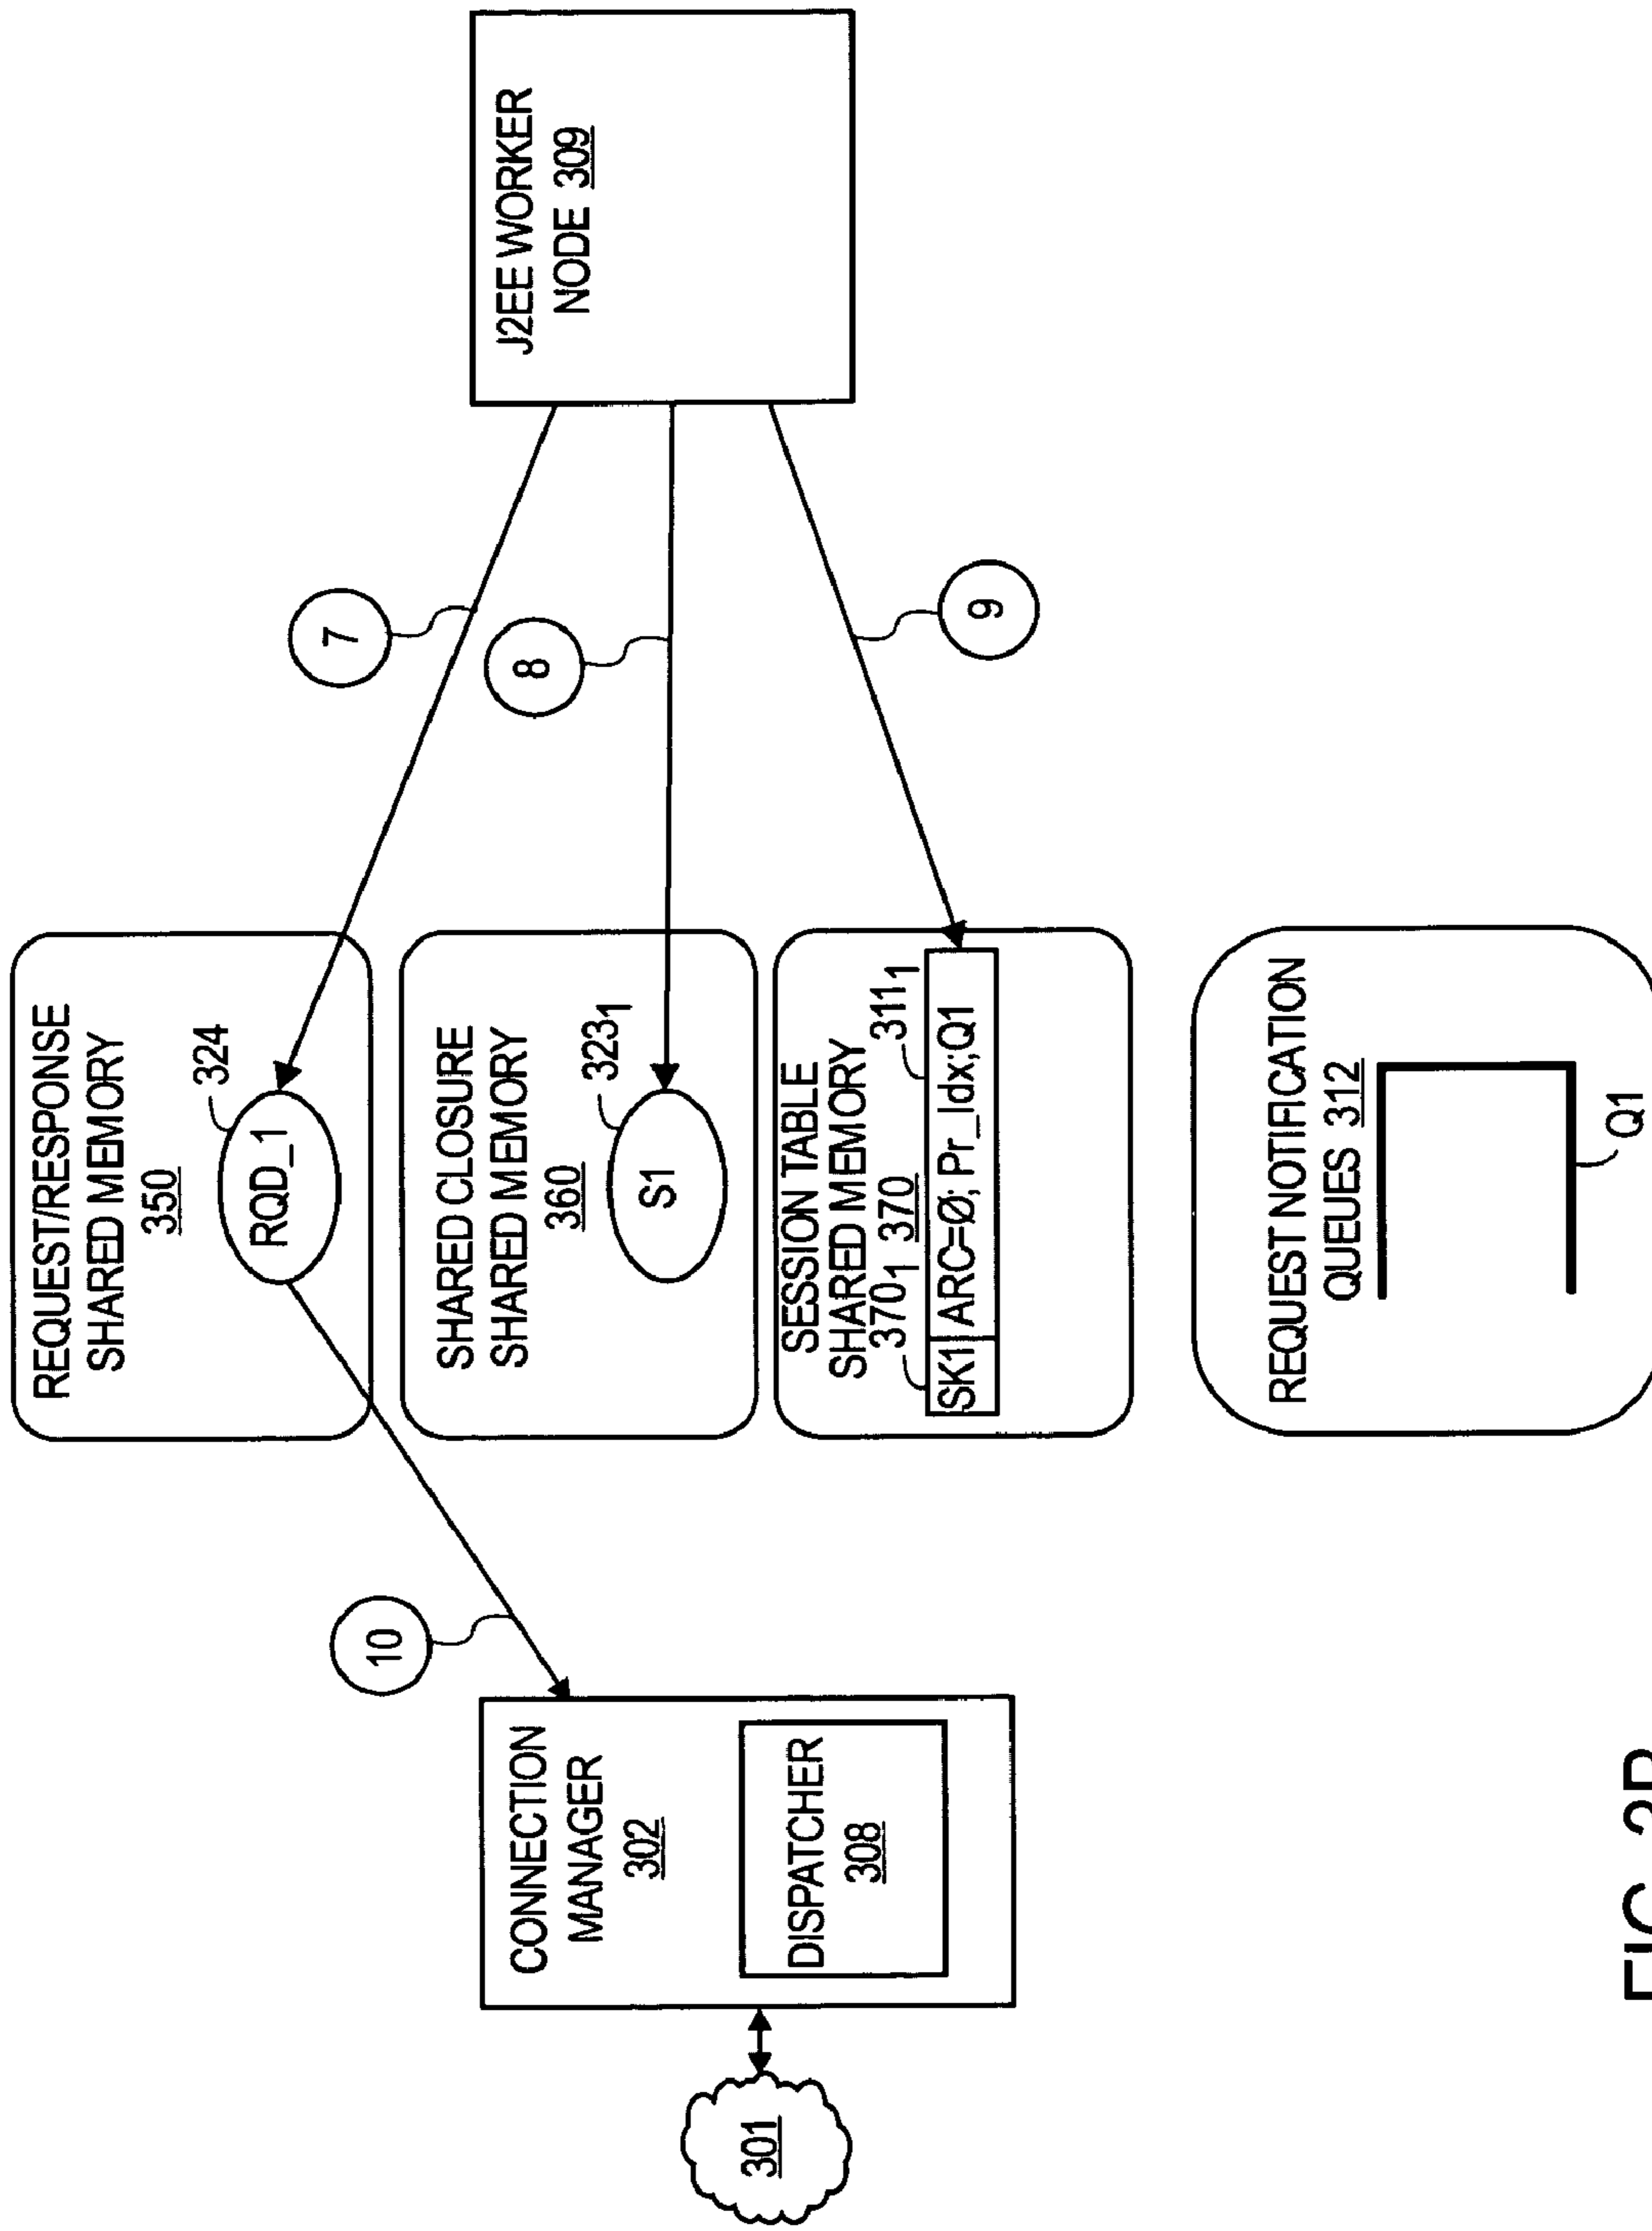 REQUEST/RESPONSE
SHARED MEMORY
350
324
RQD_1
7
10
SHARED CLOSURE
SHARED MEMORY
360
323₁
S1
8
CONNECTION
MANAGER
302
DISPATCHER
308
J2EE WORKER
NODE 309
301
SESSION TABLE
SHARED MEMORY
370₁ 370 311₁
SK1 ARC=Ø; Pr_Idx;Q1
9
REQUEST NOTIFICATION
QUEUES 312
Q1
FIG.